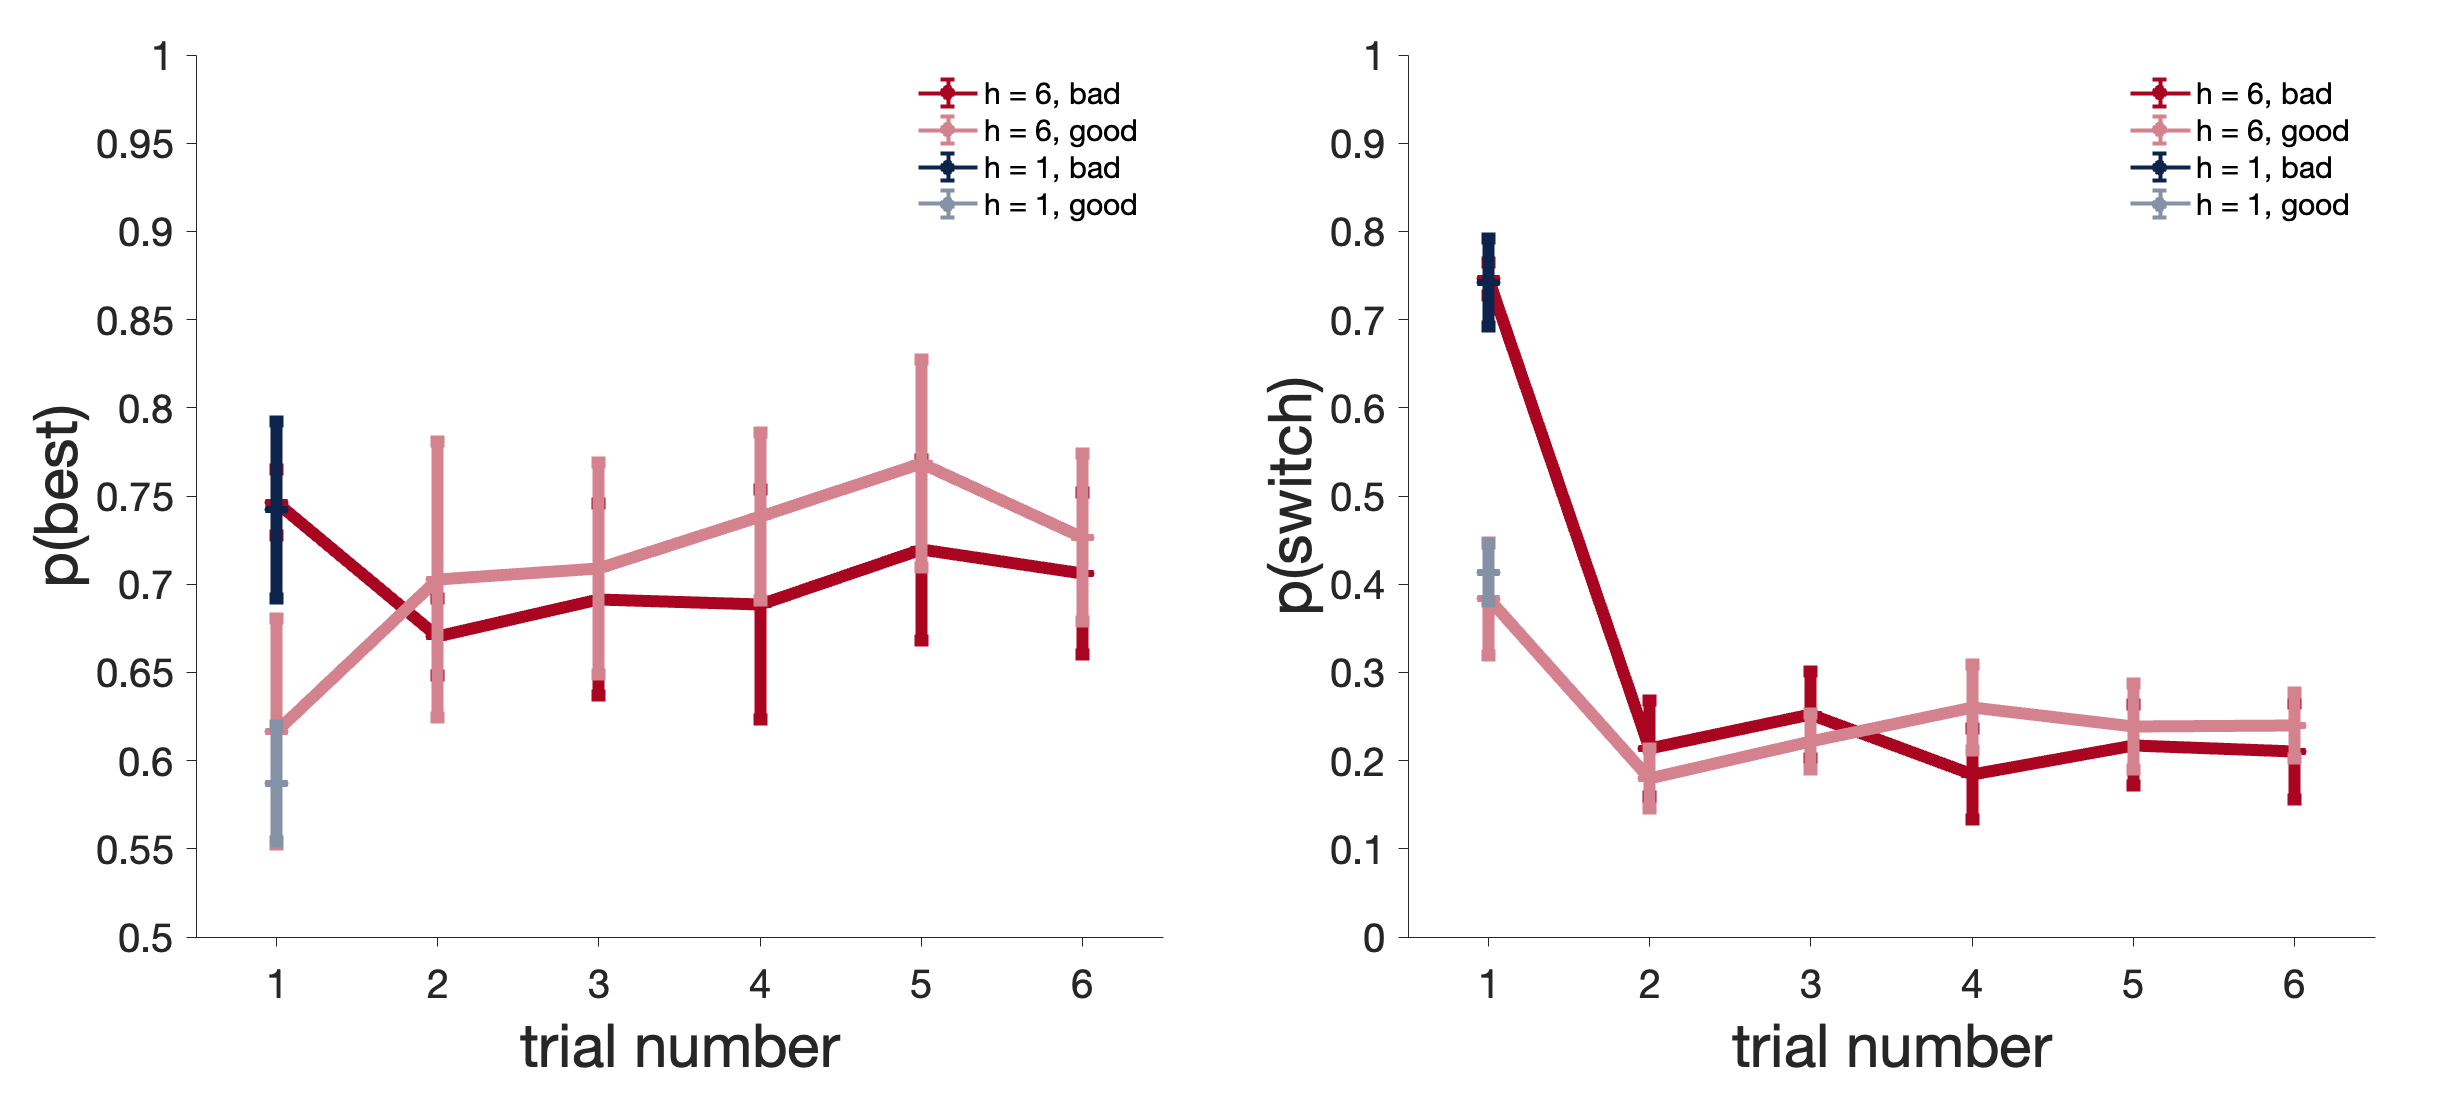 p(best)
1
0.95
0.9
0.85
0.8
0.75
0.7
0.65
0.6
0.55
0.5
1 2 3 4 5 6
trial number
h = 6, bad
h = 6, good
h = 1, bad
h = 1, good
p(switch)
1
0.9
0.8
0.7
0.6
0.5
0.4
0.3
0.2
0.1
0
1 2 3 4 5 6
trial number
h = 6, bad
h = 6, good
h = 1, bad
h = 1, good